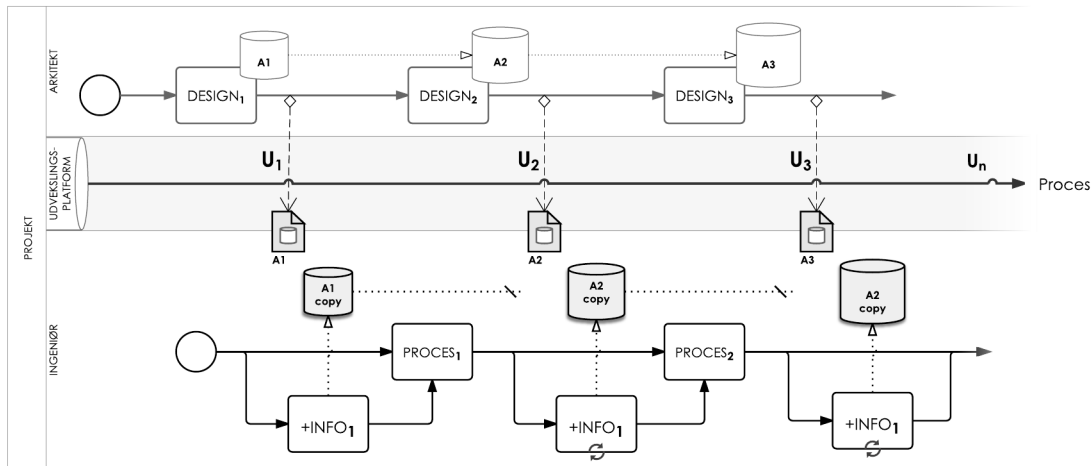 PROJEKT
ARKITEKT
A1
A2
A3
DESIGN1
DESIGN2
DESIGN3
UDVEKSLINGS-
PLATFORM
U1
U2
U3
Un
Proces
A1
A2
A3
INGENIØR
A1
copy
A2
copy
A2
copy
PROCES1
PROCES2
+INFO1
+INFO1
+INFO1